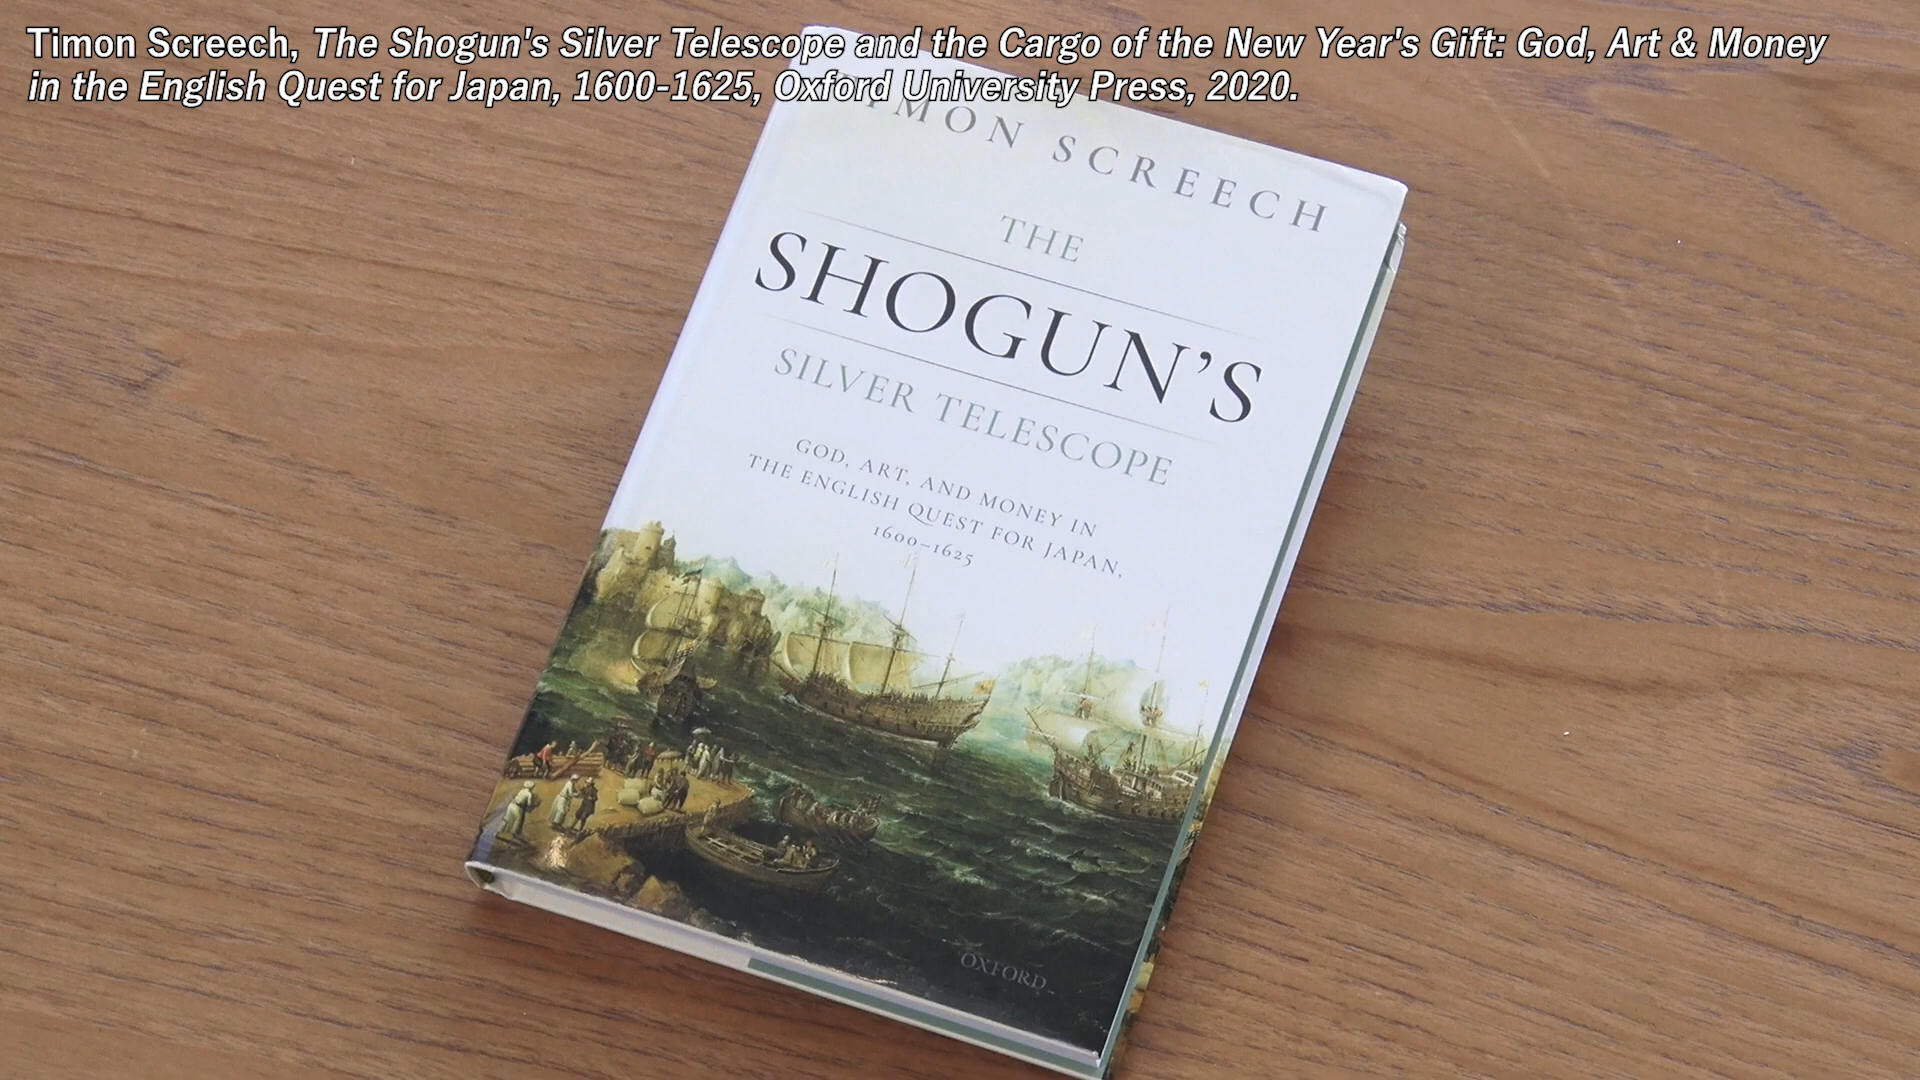 Timon Screech, The Shogun's Silver Telescope and the Cargo of the New Year's Gift: God, Art & Money
in the English Quest for Japan, 1600-1625, Oxford University Press, 2020.
TIMON SCREECH
THE
SHOGUN’S
SILVER TELESCOPE
GOD, ART, AND MONEY IN
THE ENGLISH QUEST FOR JAPAN,
1600–1625
OXFORD